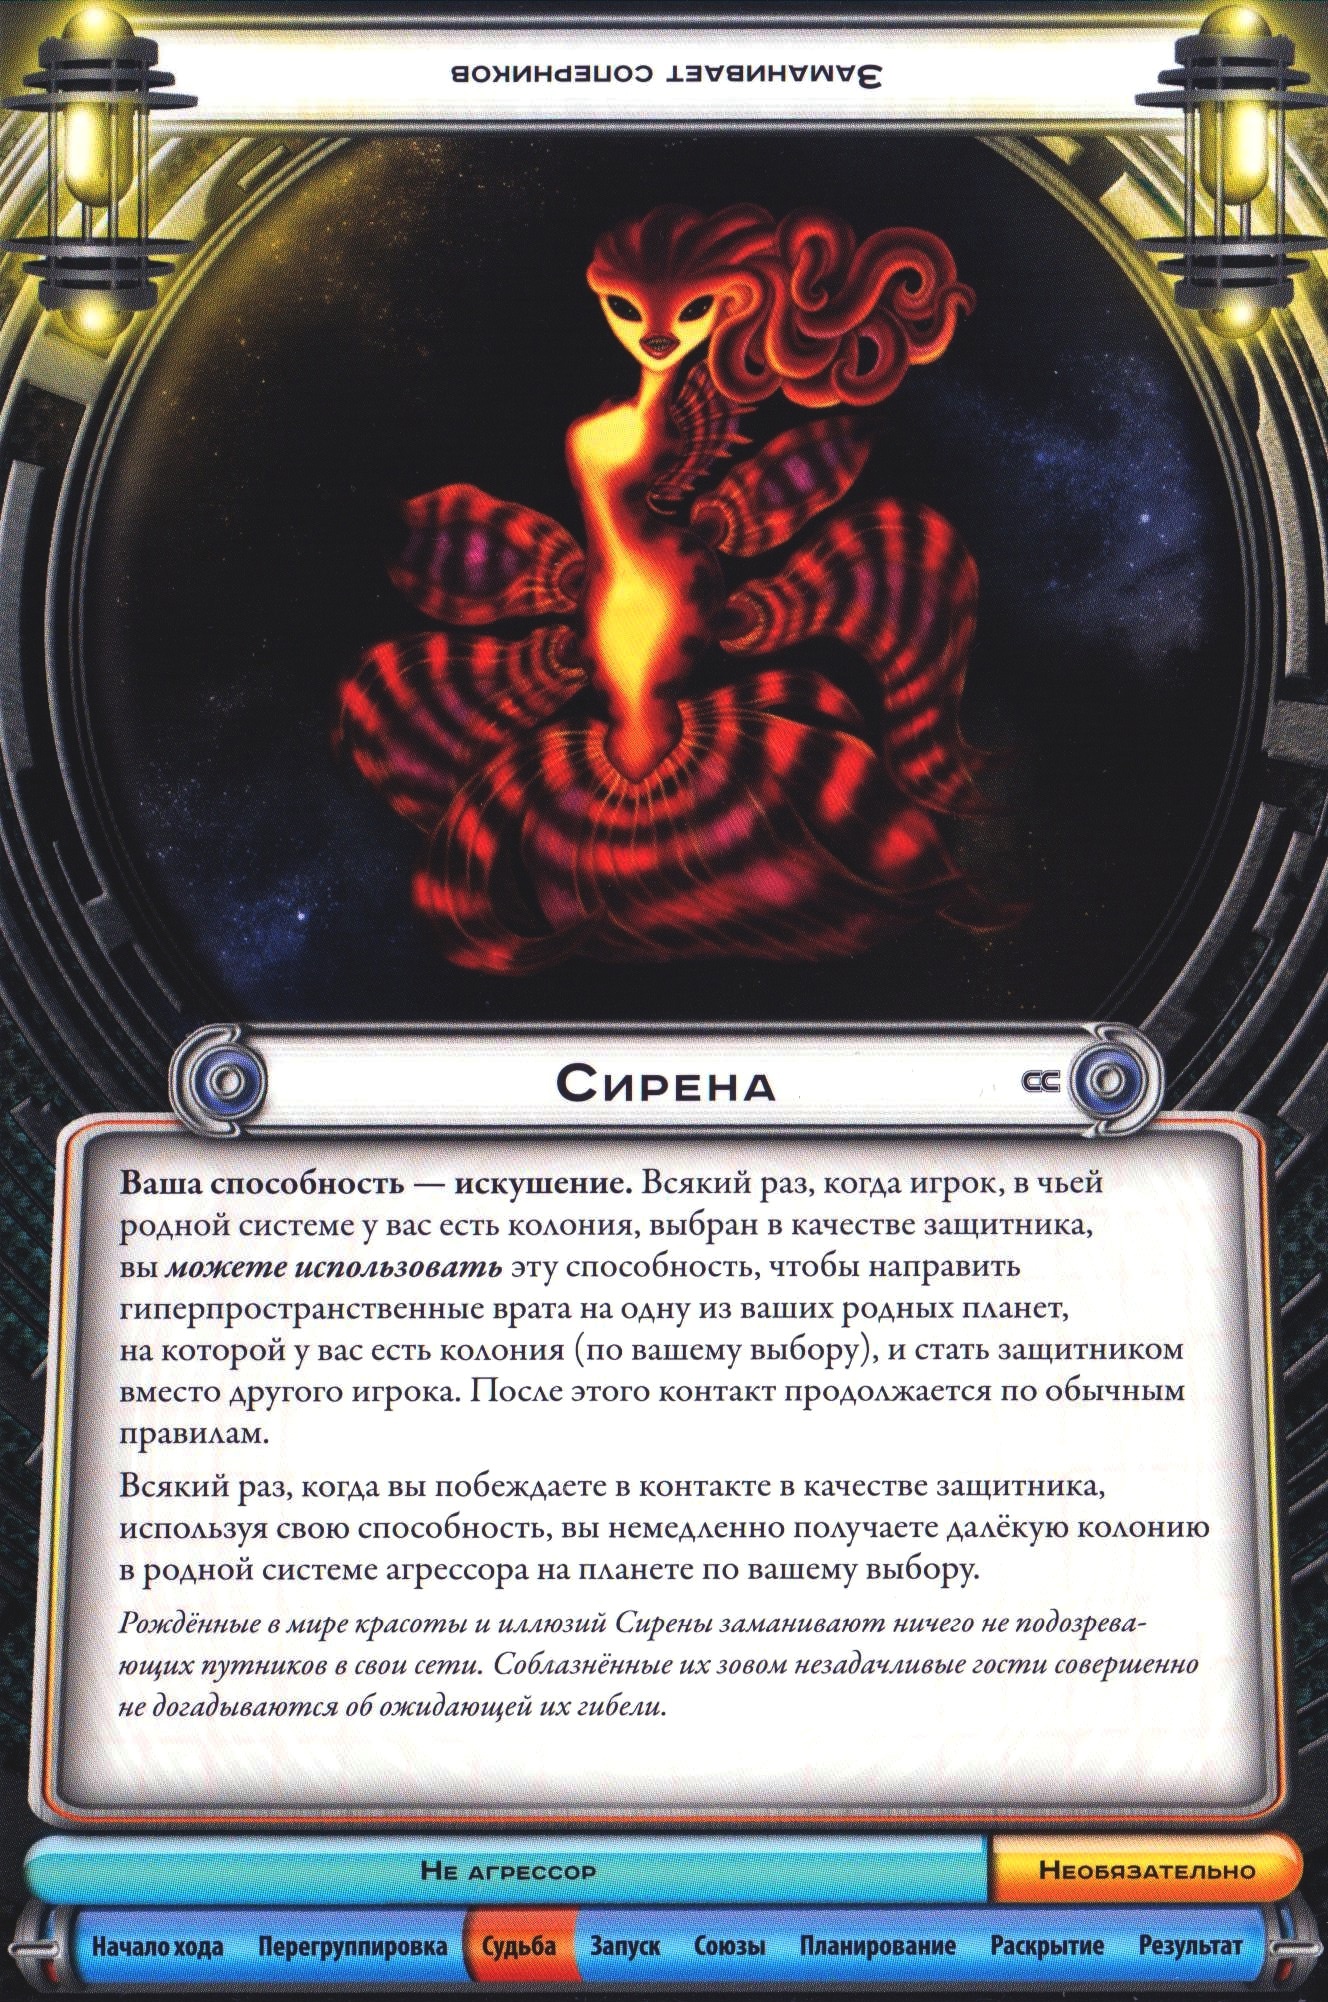 Заманивает соперников
Сирена
CC
Ваша способность — искушение. Всякий раз, когда игрок, в чьей
родной системе у вас есть колония, выбран в качестве защитника,
вы можете использовать эту способность, чтобы направить
гиперпространственные врата на одну из ваших родных планет,
на которой у вас есть колония (по вашему выбору), и стать защитником
вместо другого игрока. После этого контакт продолжается по обычным
правилам.
Всякий раз, когда вы побеждаете в контакте в качестве защитника,
используя свою способность, вы немедленно получаете далёкую колонию
в родной системе агрессора на планете по вашему выбору.
Рождённые в мире красоты и иллюзий Сирены заманивают ничего не подозрева-
ющих путников в свои сети. Соблазнённые их зовом незадачливые гости совершенно
не догадываются об ожидающей их гибели.
Не агрессор Необязательно
Начало хода Перегруппировка Судьба Запуск Союзы Планирование Раскрытие Результат